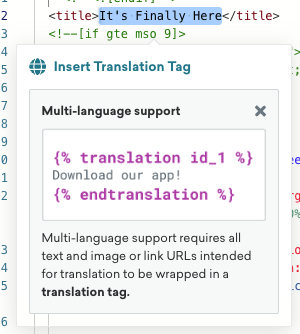 2
<title>It's Finally Here</title>
<!--[if gte mso 9]>
Insert Translation Tag
Multi-language support
{% translation id_1 %}
Download our app!
{% endtranslation %}
Multi-language support requires all
text and image or link URLs intended
for translation to be wrapped in a
translation tag.